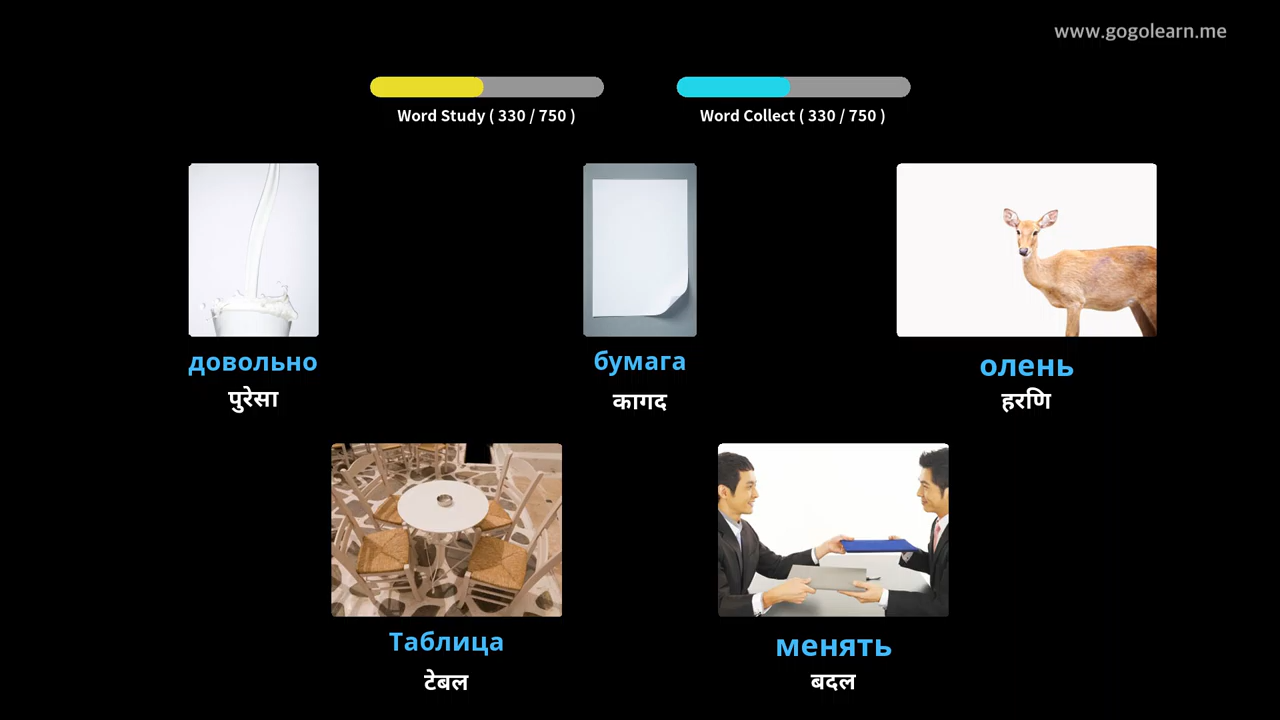 www.gogolearn.me
Word Study ( 330 / 750 )
Word Collect ( 330 / 750 )
довольно
पुरेसा
бумага
कागद
олень
हरणि
Таблица
टेबल
менять
बदल